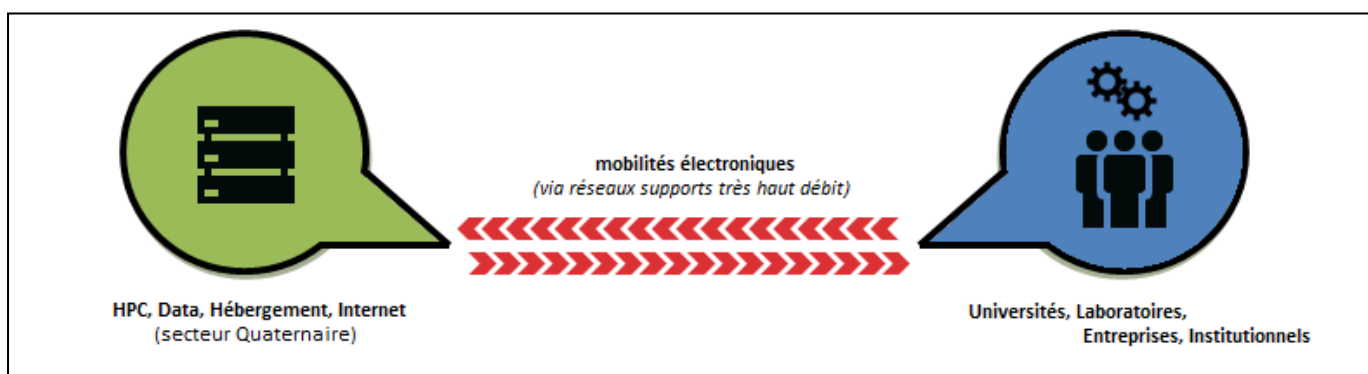 mobilités électroniques
(via réseaux supports très haut débit)
HPC, Data, Hébergement, Internet
(secteur Quaternaire)
Universités, Laboratoires,
Entreprises, Institutionnels